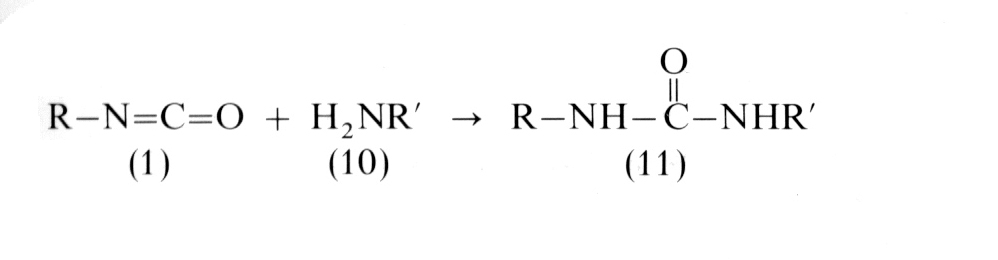 O
||
R–N=C=O + H₂NR′ → R–NH–C–NHR′
(1) (10) (11)